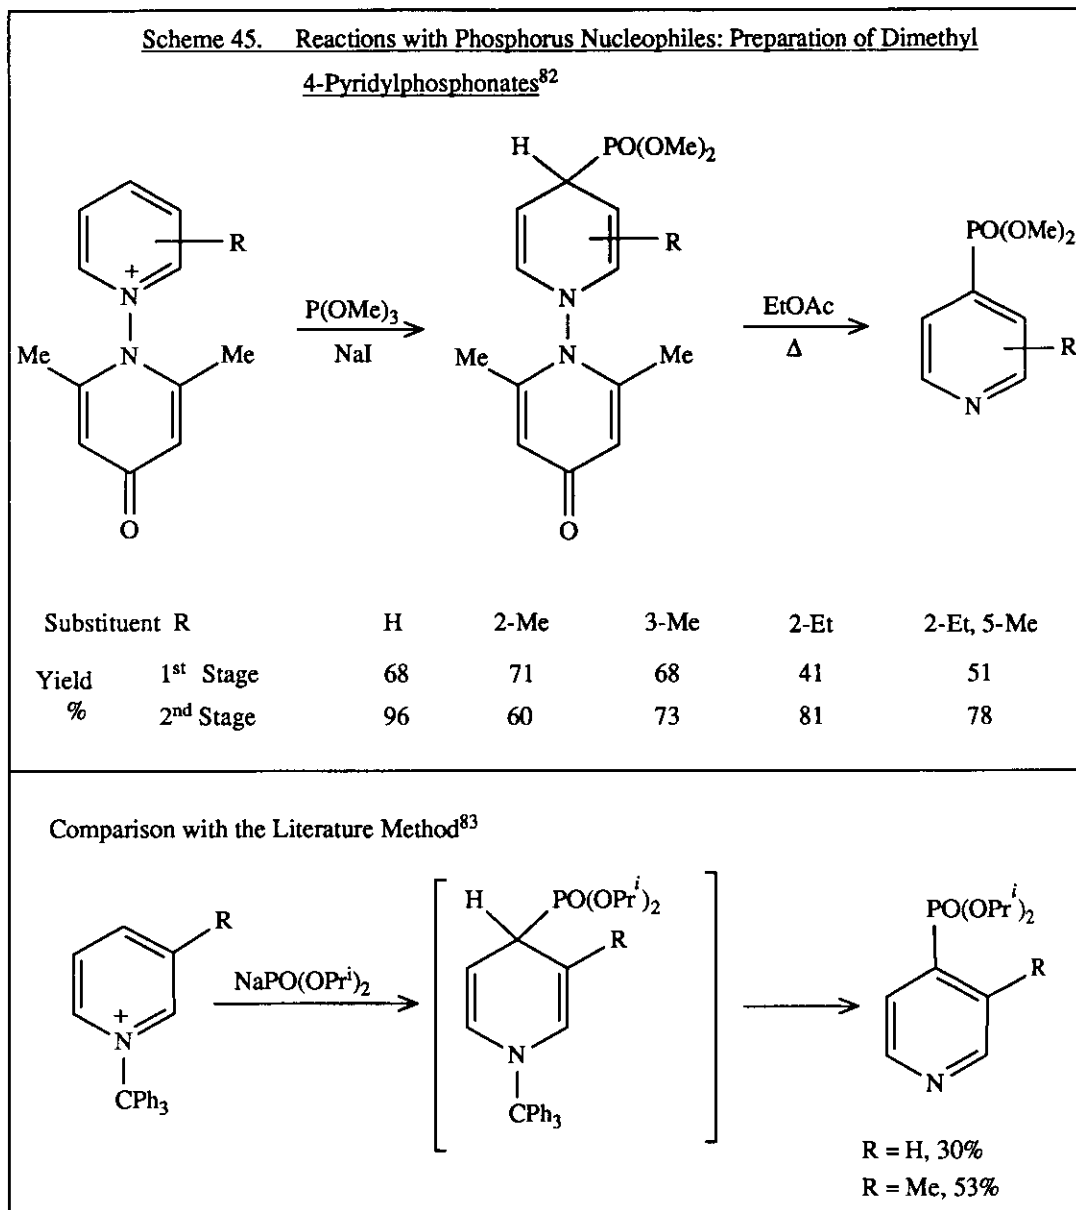 Scheme 45. Reactions with Phosphorus Nucleophiles: Preparation of Dimethyl
4-Pyridylphosphonates82
H PO(OMe)2
R
+
N
N
Me Me
O
P(OMe)3
NaI
R
N
N
Me Me
O
EtOAc
Δ
PO(OMe)2
R
N
Substituent R H 2-Me 3-Me 2-Et 2-Et, 5-Me
Yield 1st Stage 68 71 68 41 51
% 2nd Stage 96 60 73 81 78
Comparison with the Literature Method83
R
+
N
CPh3
NaPO(OPri)2
H PO(OPri)2
R
N
CPh3
PO(OPri)2
R
N
R = H, 30%
R = Me, 53%